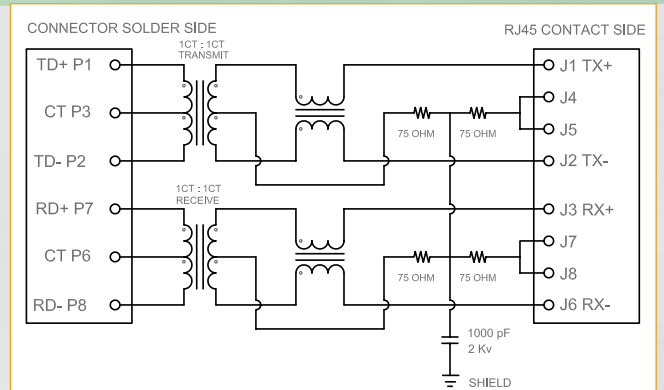 CONNECTOR SOLDER SIDE
RJ45 CONTACT SIDE
1CT : 1CT
TRANSMIT
TD+ P1
J1 TX+
J4
CT P3
75 OHM
75 OHM
J5
TD- P2
J2 TX-
1CT : 1CT
RECEIVE
RD+ P7
J3 RX+
J7
CT P6
75 OHM
75 OHM
J8
RD- P8
J6 RX-
1000 pF
2 Kv
SHIELD